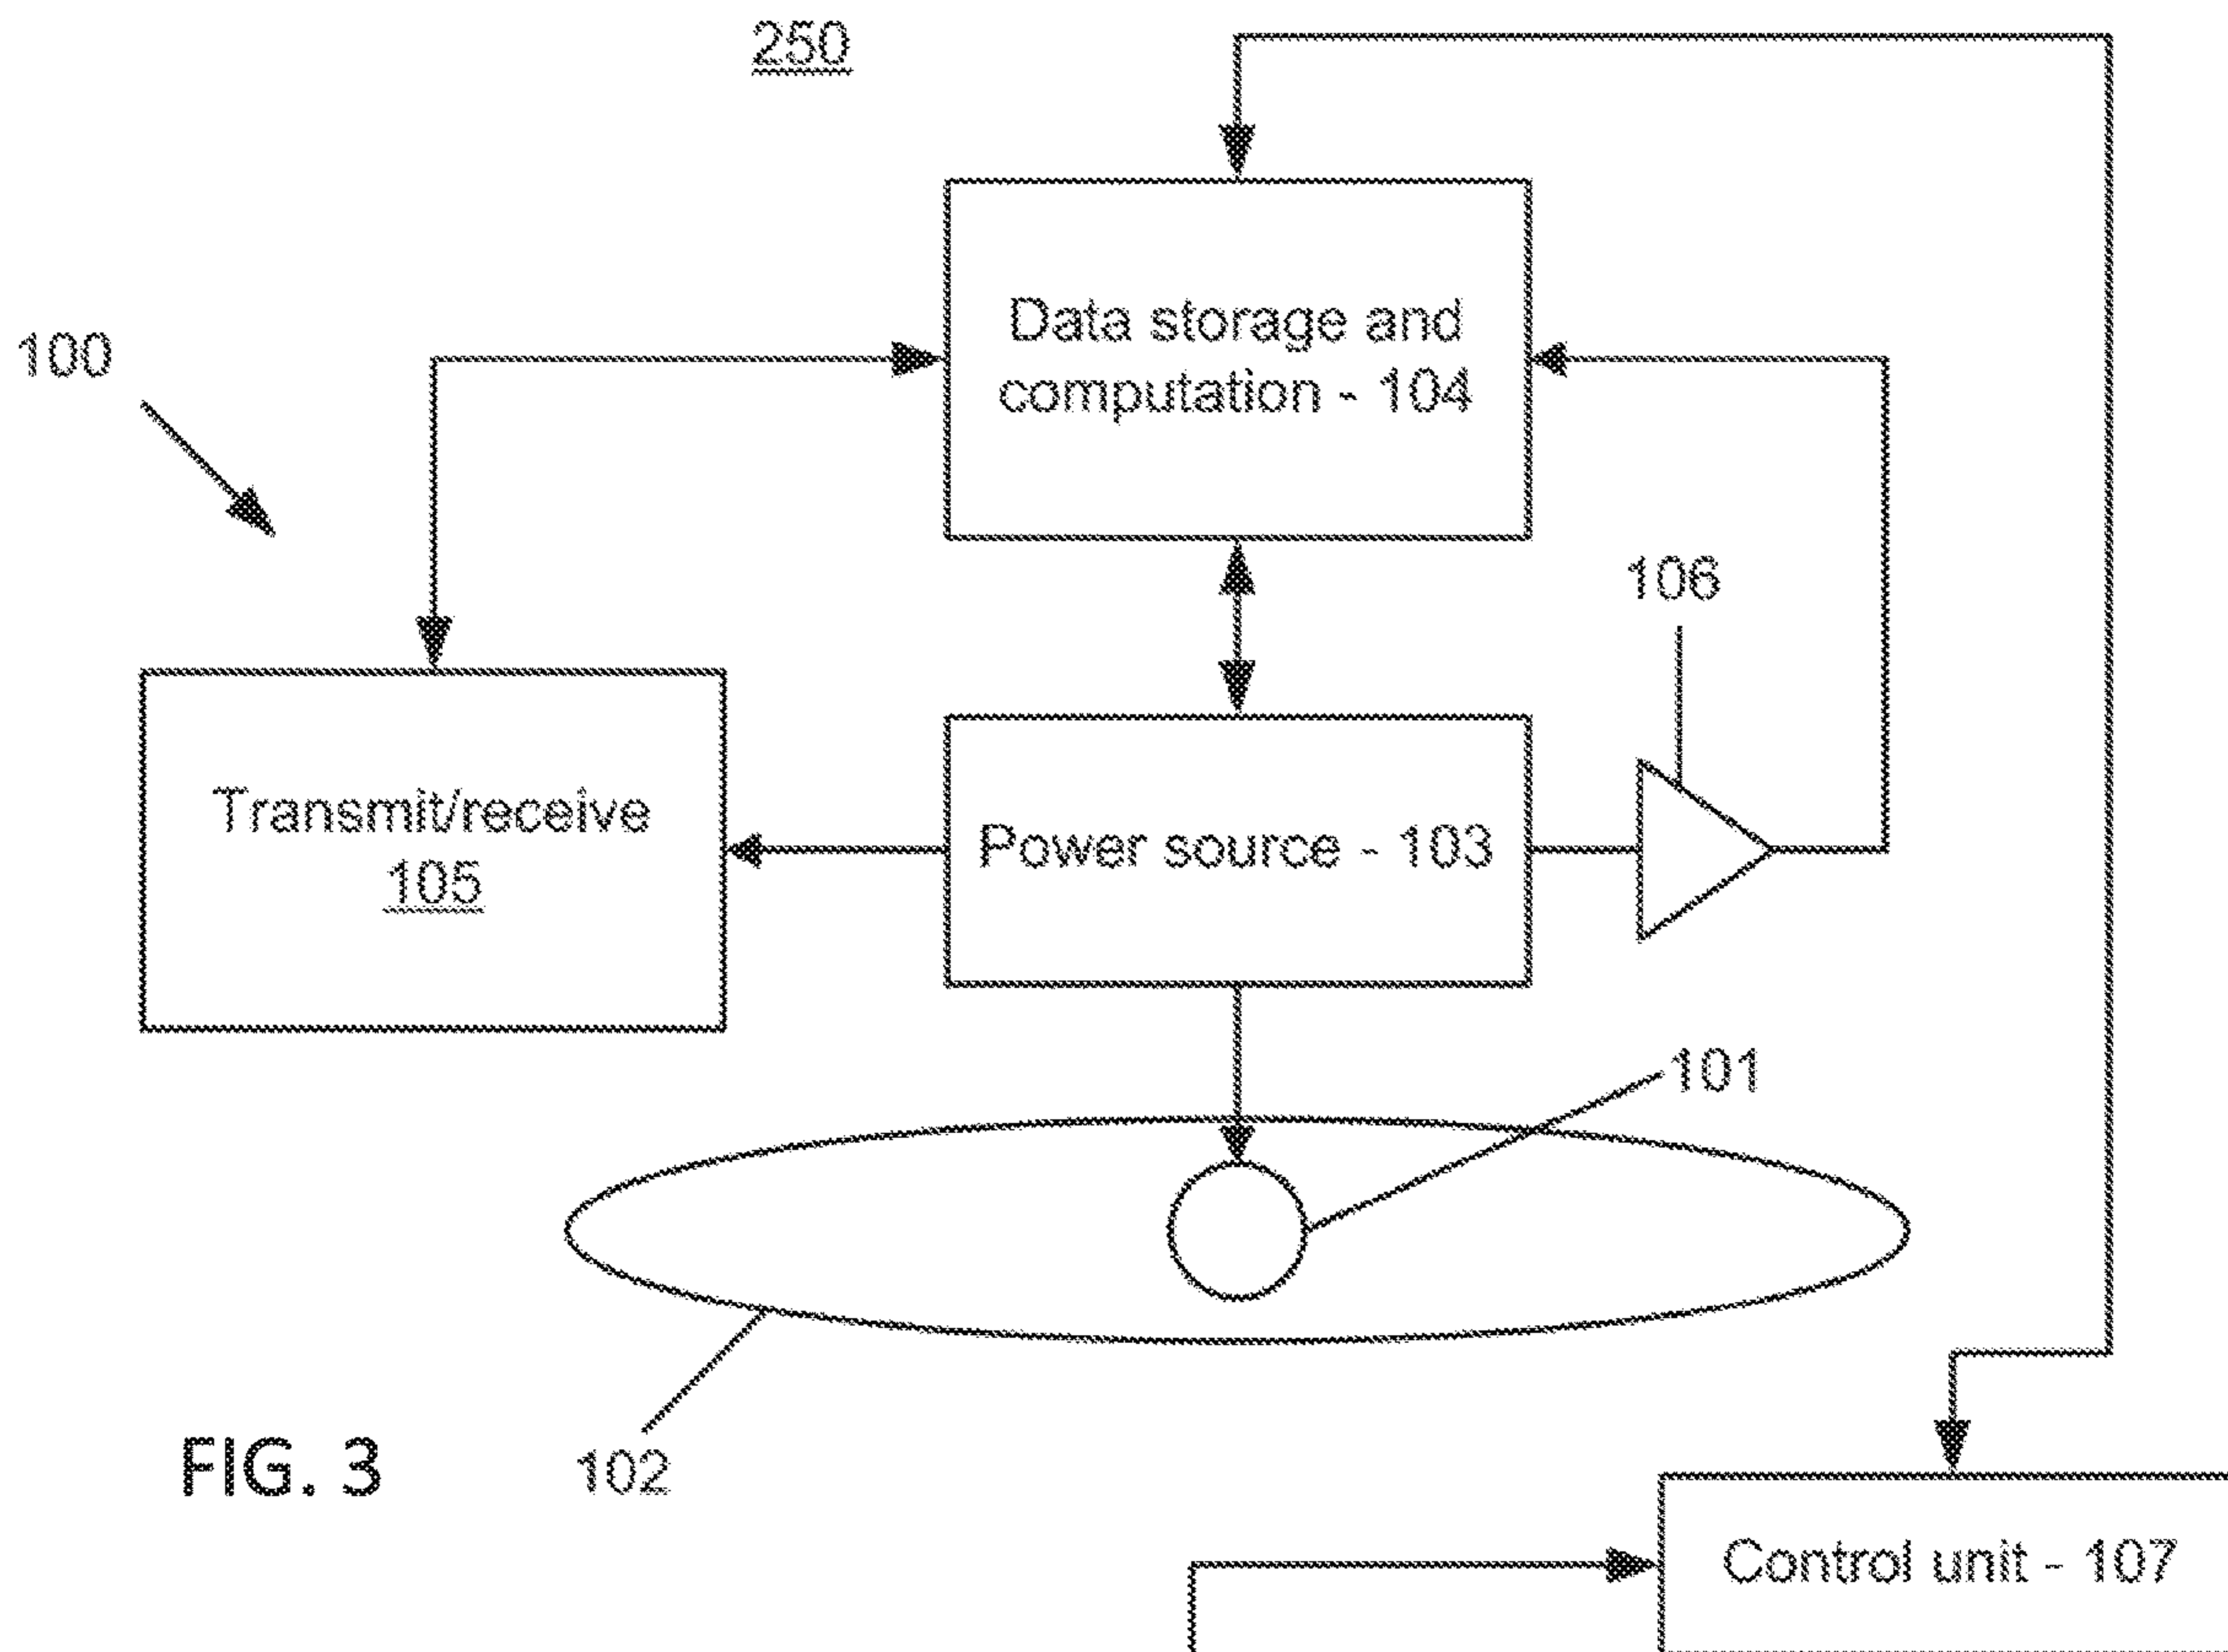 250
100
Data storage and
computation - 104
106
Transmit/receive
105
Power source - 103
101
102
FIG. 3
Control unit - 107